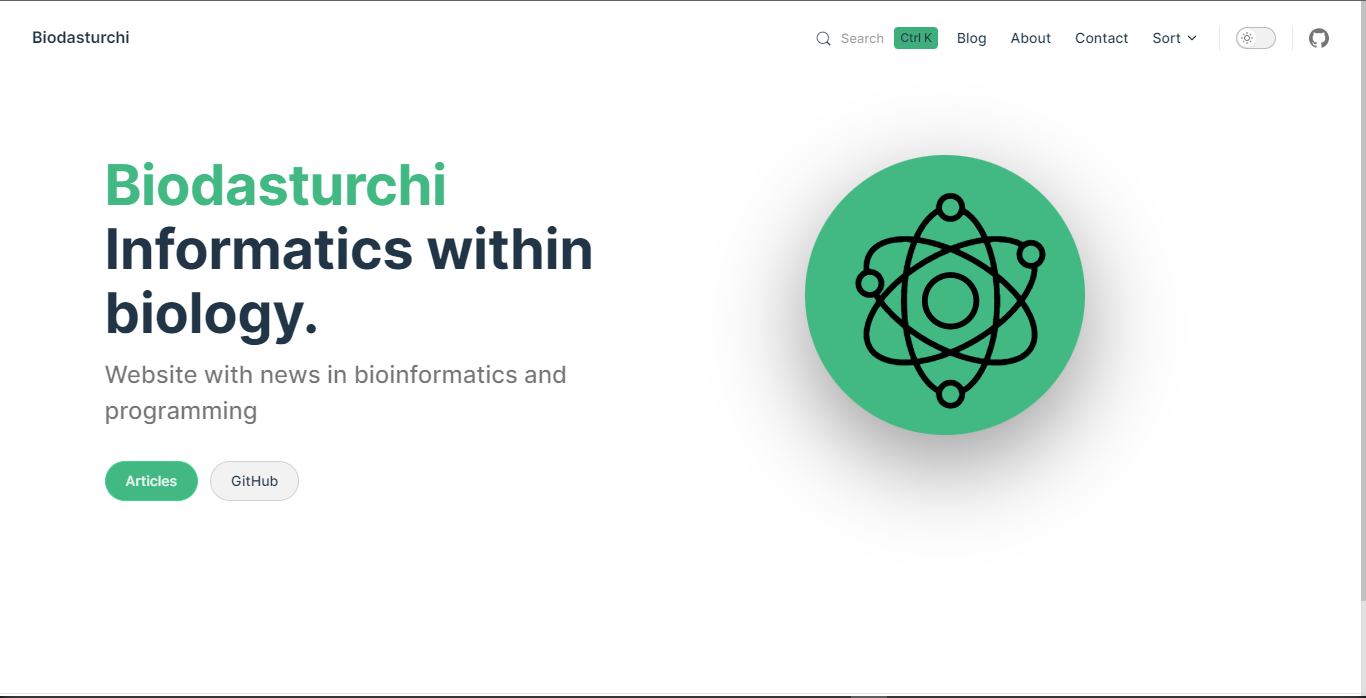 Biodasturchi
Search Ctrl K Blog About Contact Sort
Biodasturchi
Informatics within
biology.
Website with news in bioinformatics and
programming
Articles GitHub